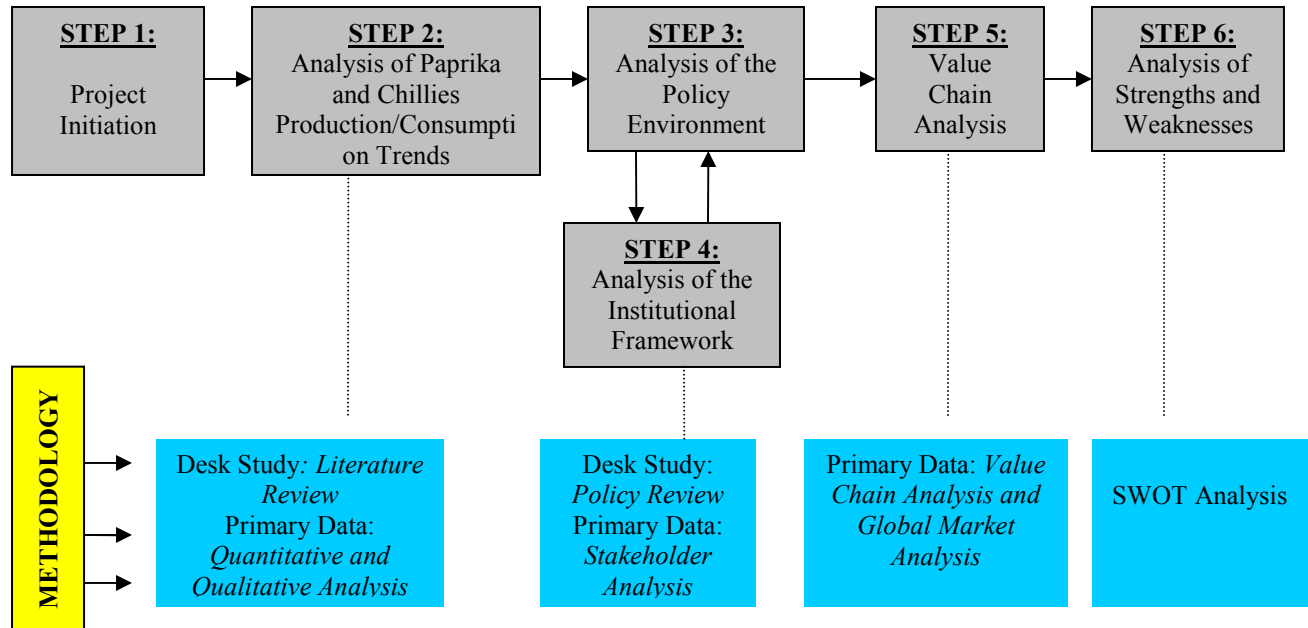 STEP 1:
Project
Initiation
STEP 2:
Analysis of Paprika
and Chillies
Production/Consumpti
on Trends
STEP 3:
Analysis of the
Policy
Environment
STEP 5:
Value
Chain
Analysis
STEP 6:
Analysis of
Strengths and
Weaknesses
STEP 4:
Analysis of the
Institutional
Framework
METHODOLOGY
Desk Study: Literature
Review
Primary Data:
Quantitative and
Qualitative Analysis
Desk Study:
Policy Review
Primary Data:
Stakeholder
Analysis
Primary Data: Value
Chain Analysis and
Global Market
Analysis
SWOT Analysis